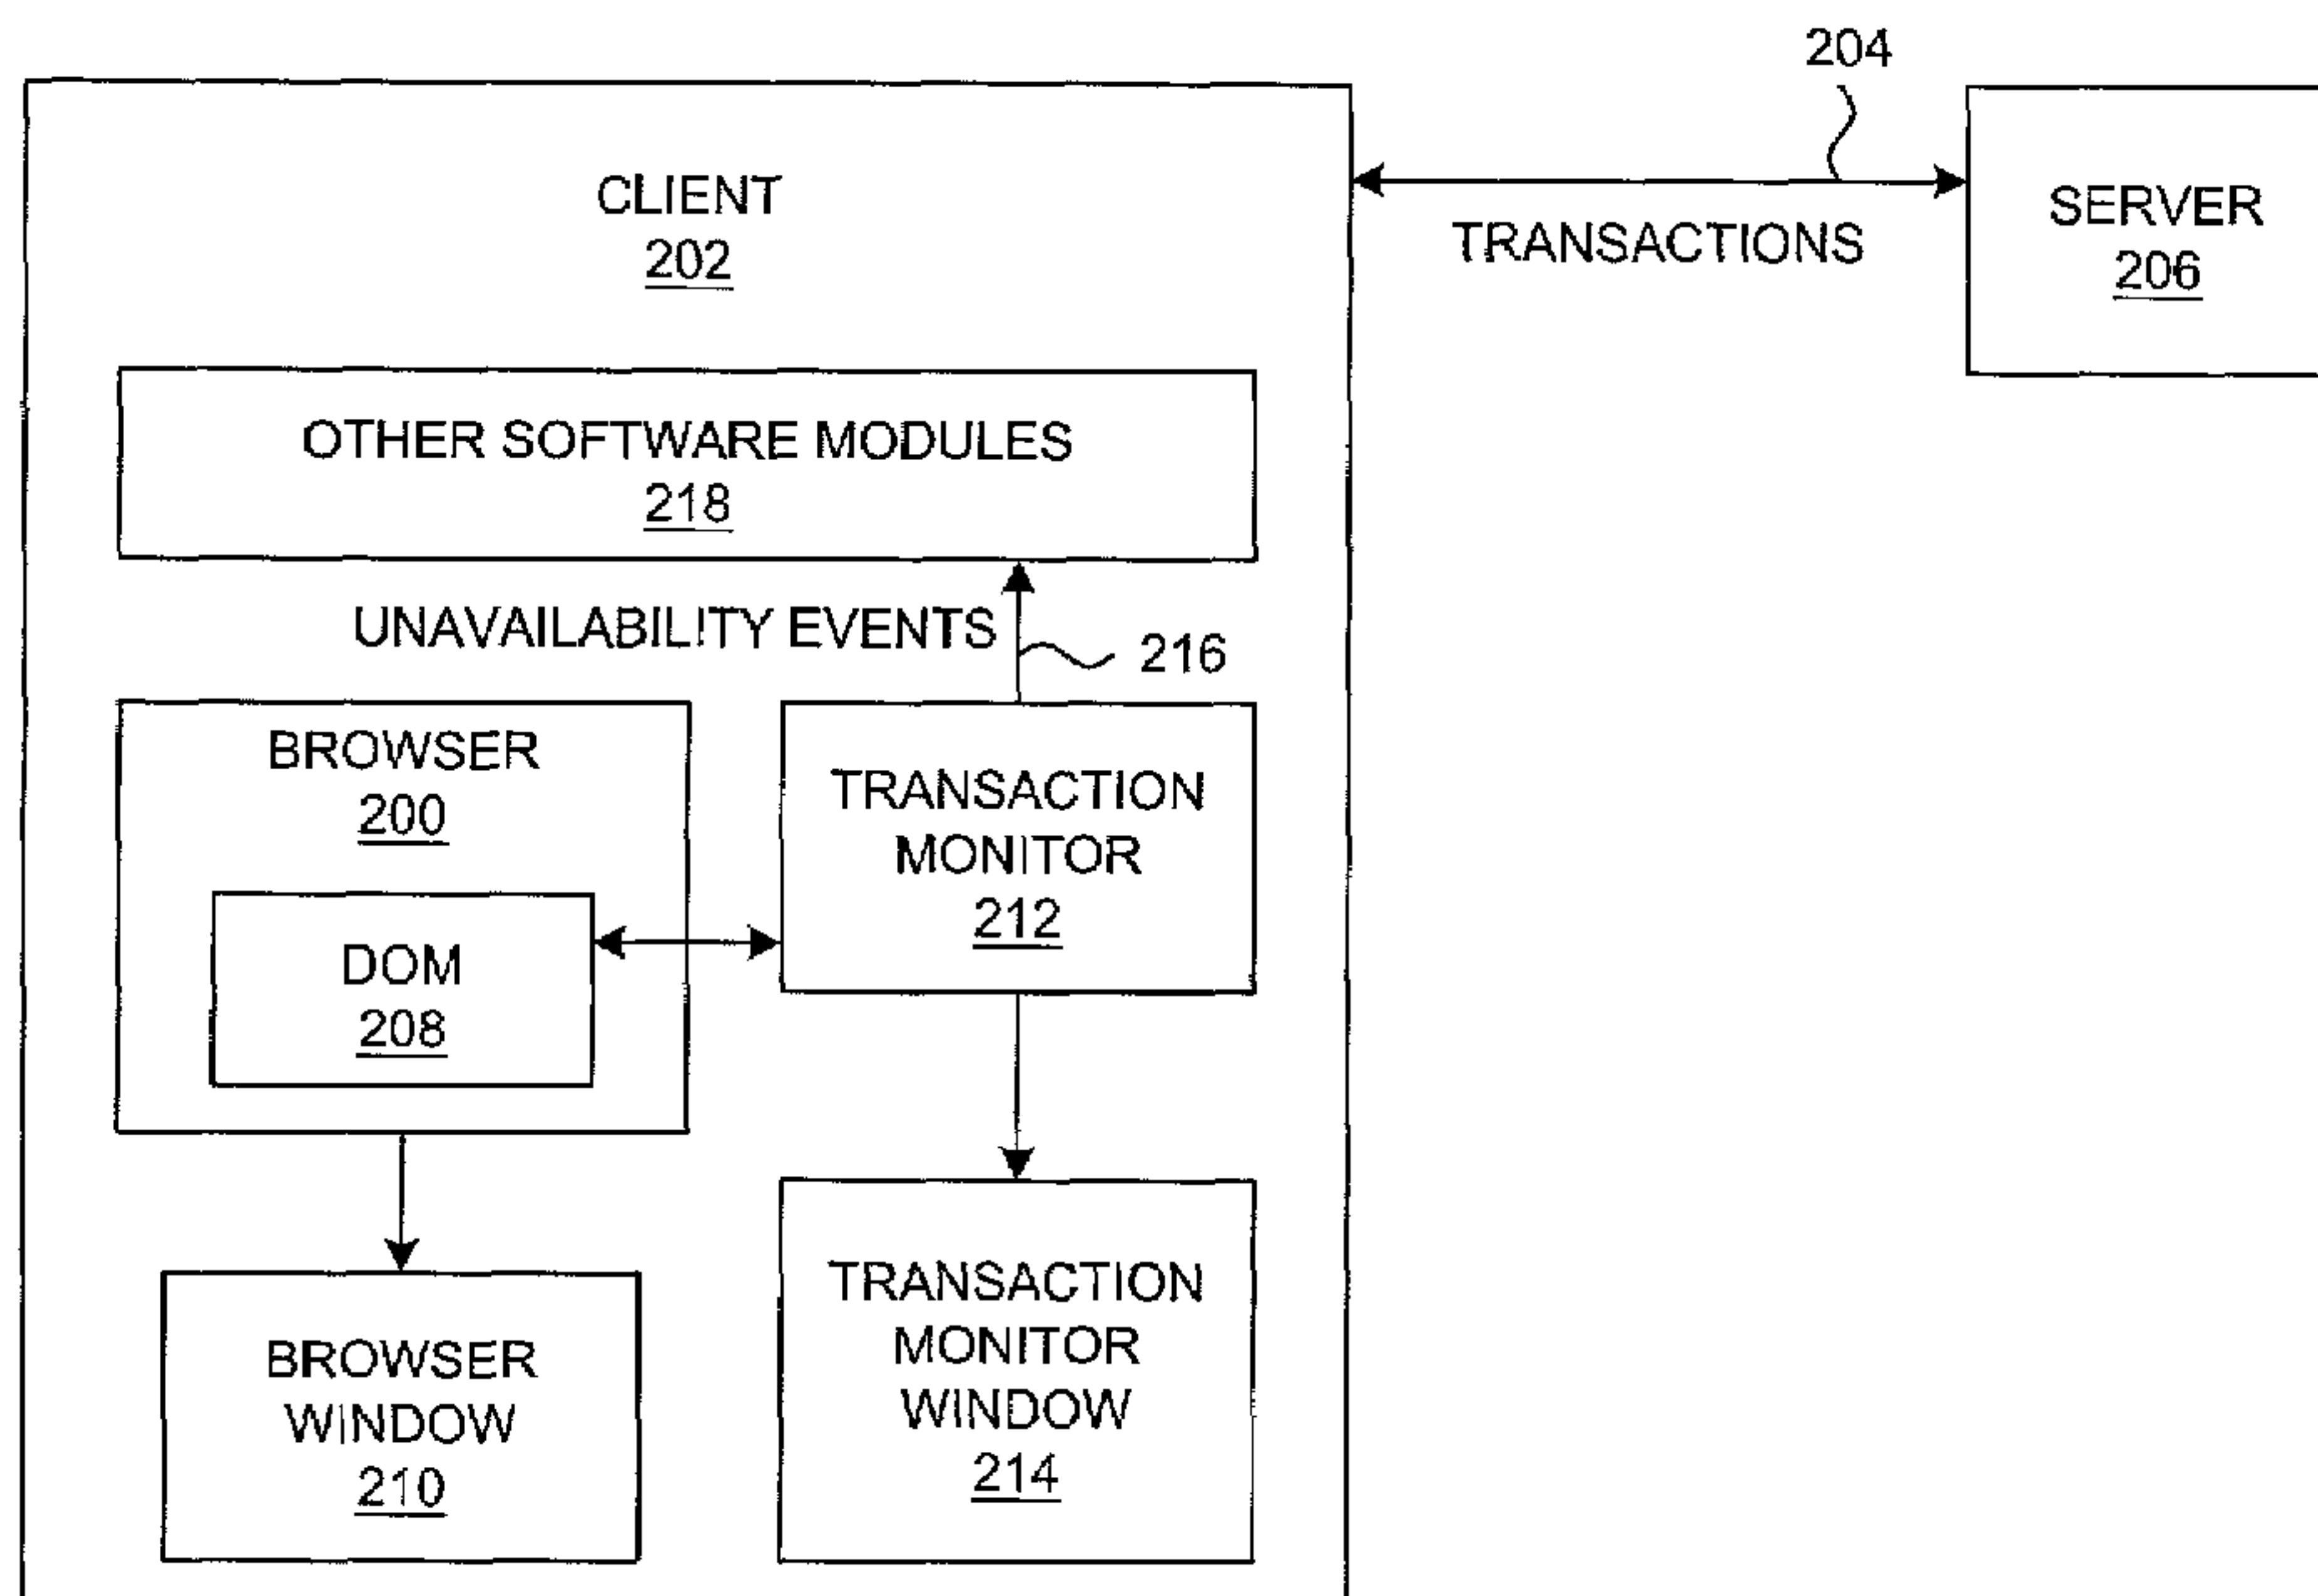 204
CLIENT
202
TRANSACTIONS
SERVER
206
OTHER SOFTWARE MODULES
218
UNAVAILABILITY EVENTS
216
BROWSER
200
DOM
208
TRANSACTION
MONITOR
212
BROWSER
WINDOW
210
TRANSACTION
MONITOR
WINDOW
214